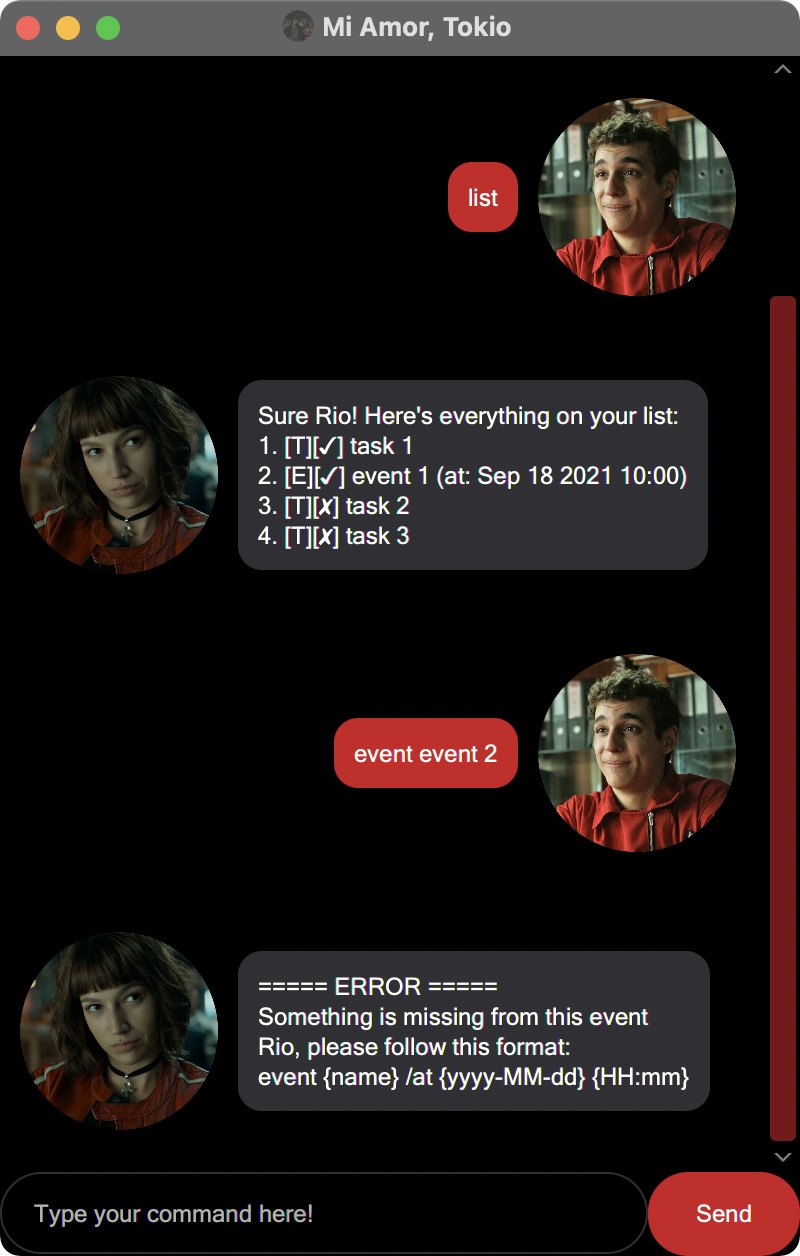 Mi Amor, Tokio
list
Sure Rio! Here's everything on your list:
1. [T][✓] task 1
2. [E][✓] event 1 (at: Sep 18 2021 10:00)
3. [T][✗] task 2
4. [T][✗] task 3
event event 2
===== ERROR =====
Something is missing from this event
Rio, please follow this format:
event {name} /at {yyyy-MM-dd} {HH:mm}
Type your command here!
Send